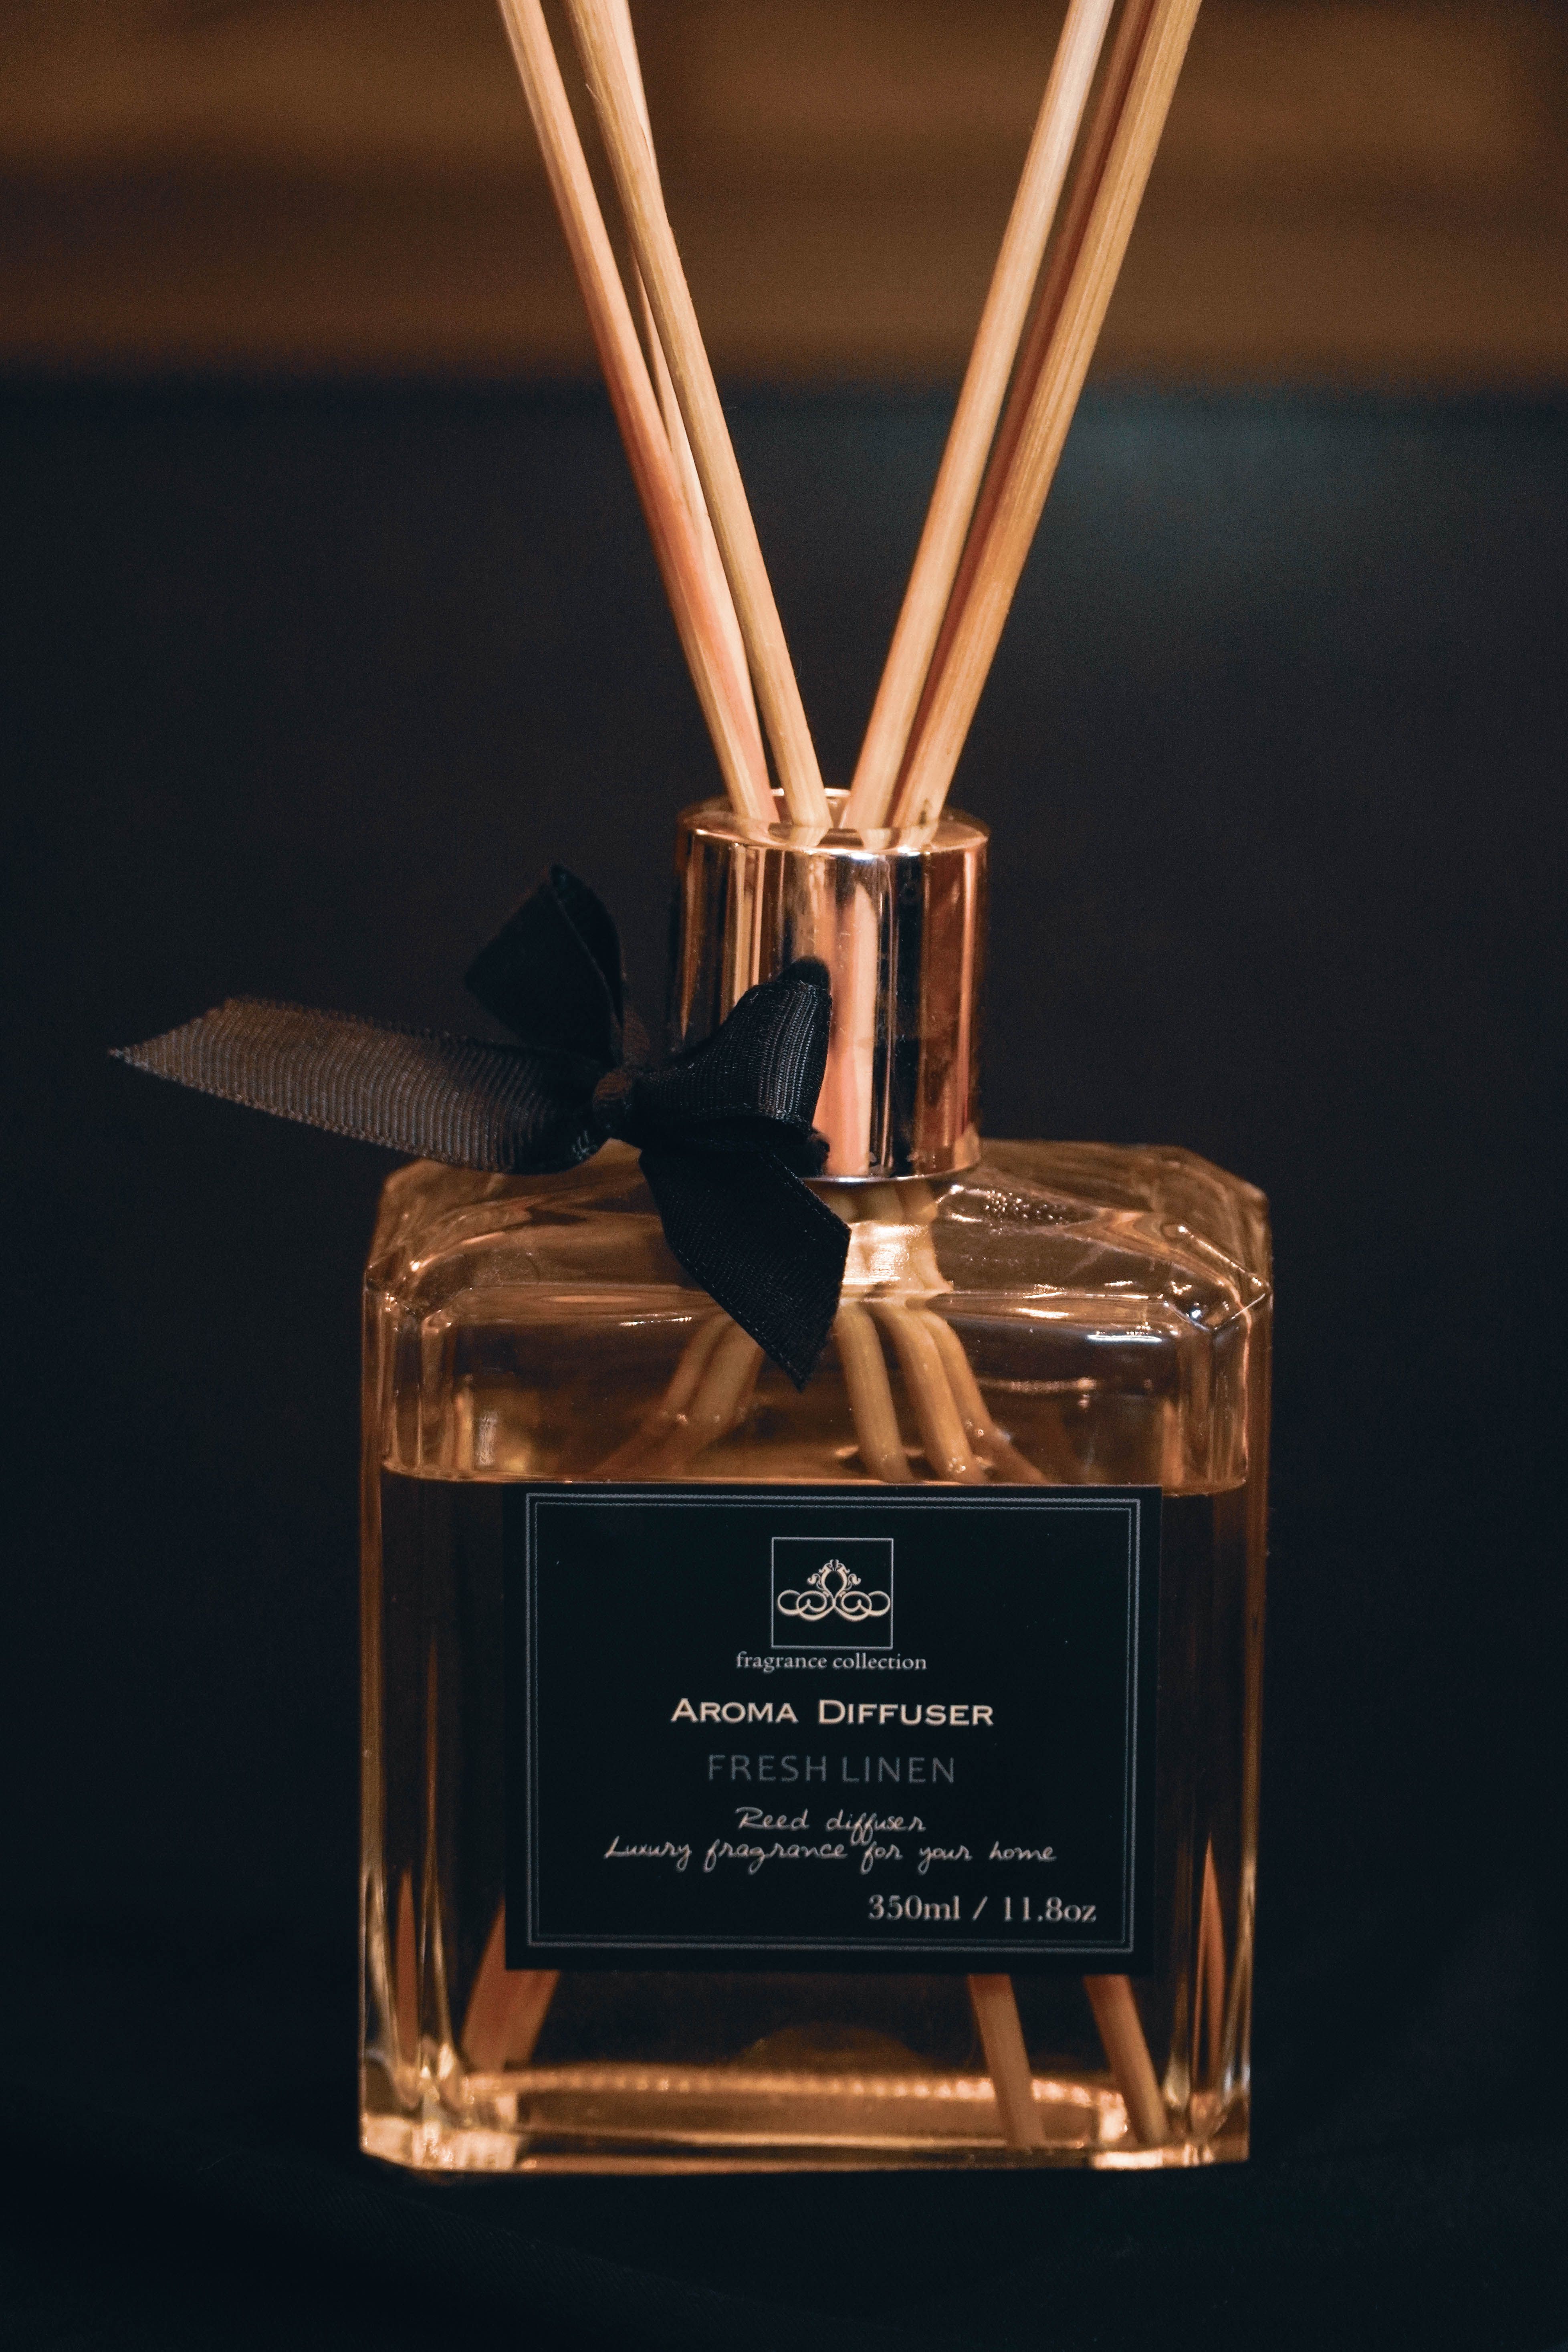 fragrance collection
AROMA DIFFUSER
FRESH LINEN
Reed diffuser
Luxury fragrance for your home
350ml / 11.8oz